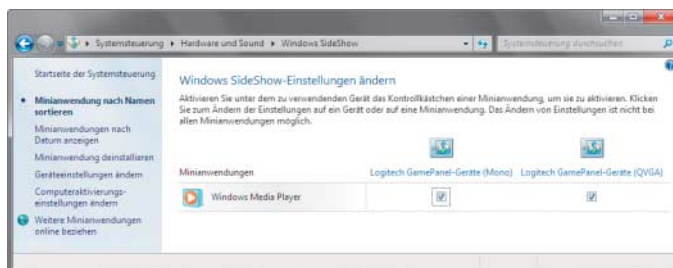 Systemsteuerung ▸ Hardware und Sound ▸ Windows SideShow
Systemsteuerung durchsuchen
Startseite der Systemsteuerung
Minianwendung nach Namen
sortieren
Minianwendungen nach
Datum anzeigen
Minianwendung deinstallieren
Geräteeinstellungen ändern
Computeraktivierungs-
einstellungen ändern
Weitere Minianwendungen
online beziehen
Windows SideShow-Einstellungen ändern
Aktivieren Sie unter dem zu verwendenden Gerät das Kontrollkästchen einer Minianwendung, um sie zu aktivieren. Klicken
Sie zum Ändern der Einstellungen auf ein Gerät oder auf eine Minianwendung. Das Ändern von Einstellungen ist nicht bei
allen Minianwendungen möglich.
Minianwendungen Logitech GamePanel-Geräte (Mono) Logitech GamePanel-Geräte (QVGA)
Windows Media Player